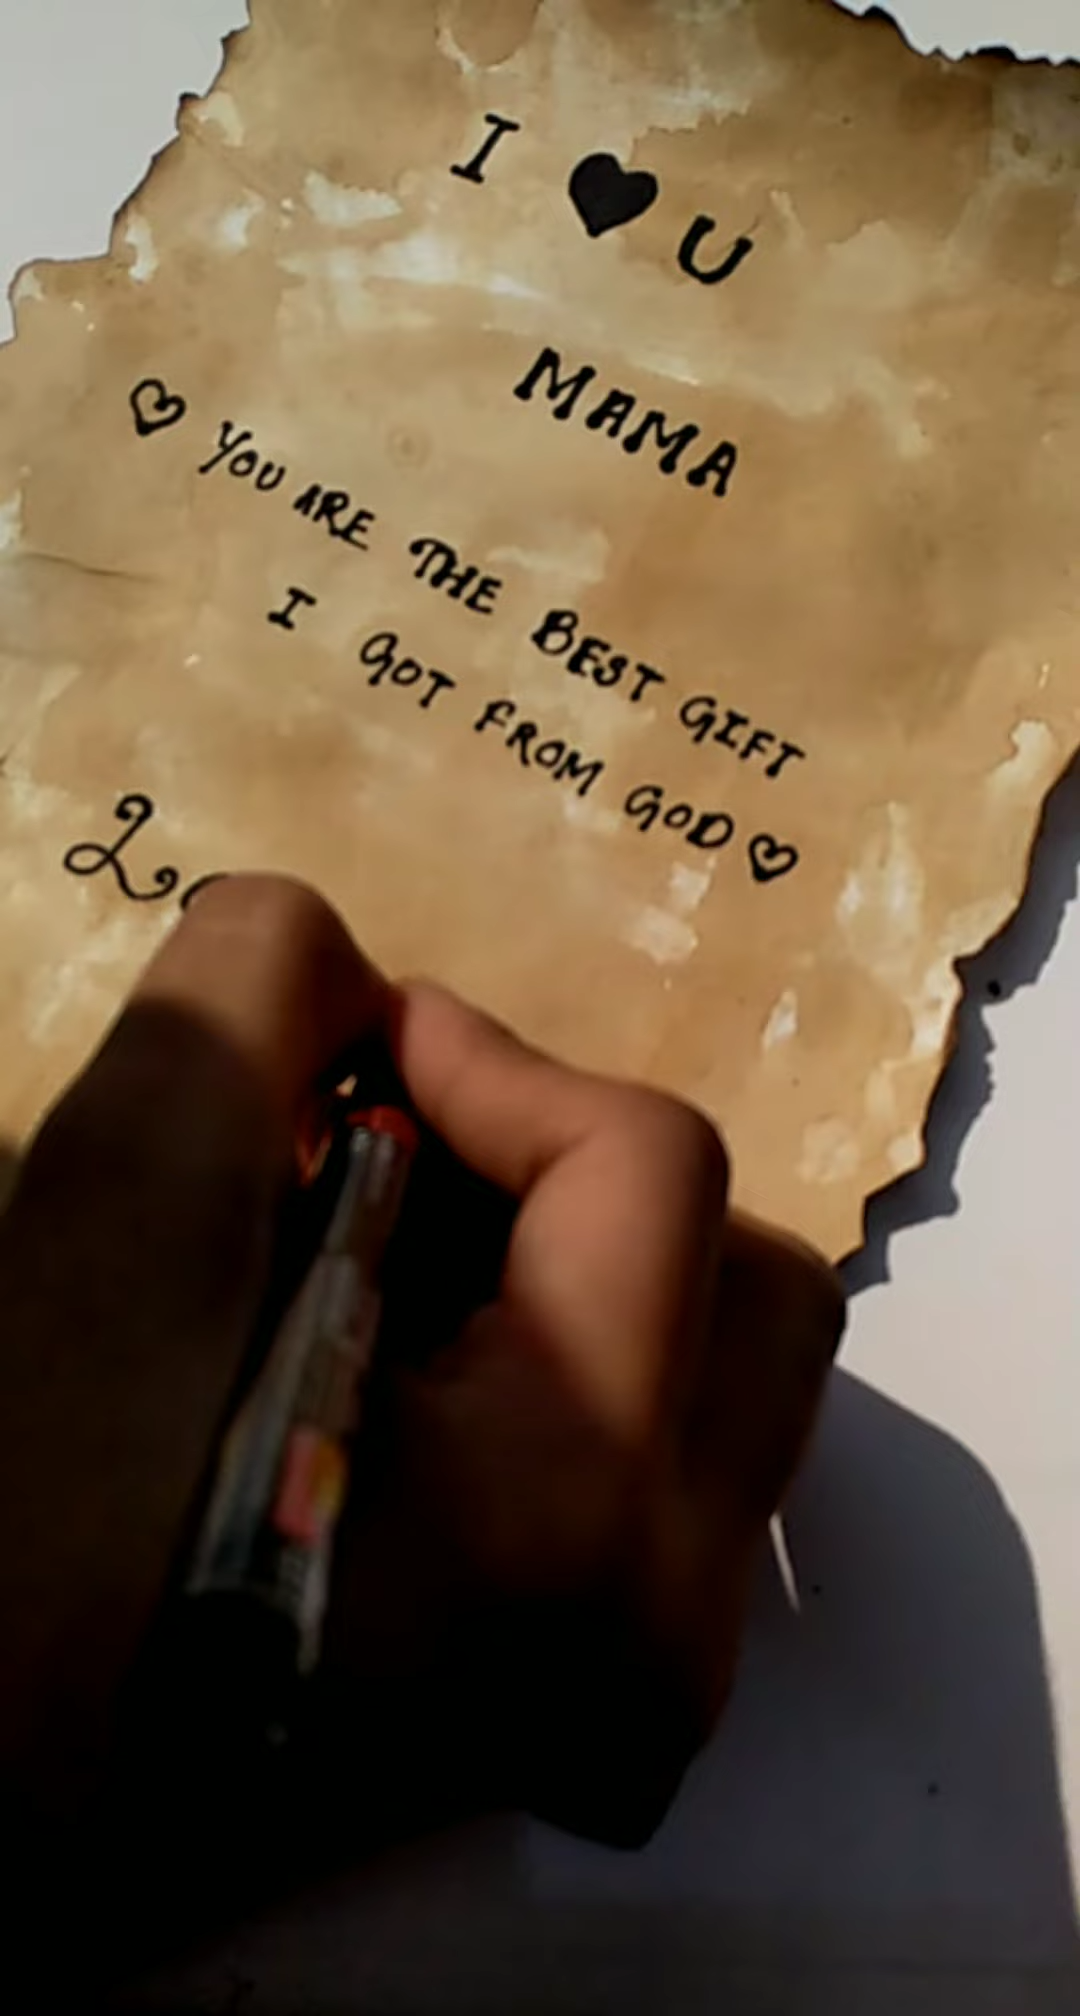 I 🖤 U
MAMA
♡ YOU ARE THE BEST GIFT
I GOT FROM GOD ♡